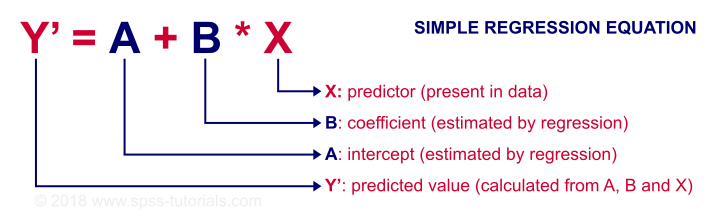 SIMPLE REGRESSION EQUATION
Y’ = A + B * X
X: predictor (present in data)
B: coefficient (estimated by regression)
A: intercept (estimated by regression)
Y’: predicted value (calculated from A, B and X)
© 2018 www.spss-tutorials.com